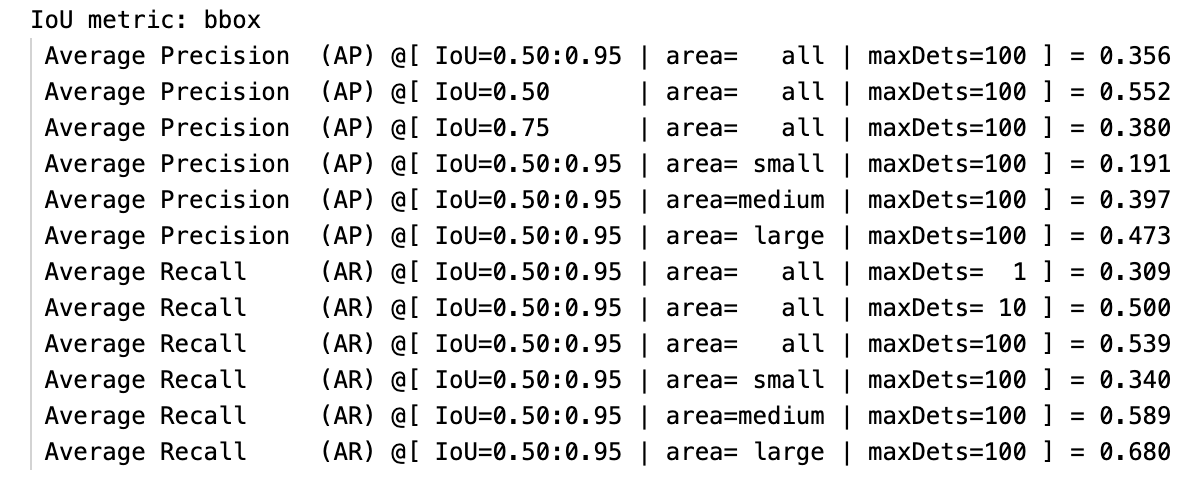 IoU metric: bbox
Average Precision  (AP) @[ IoU=0.50:0.95 | area=   all | maxDets=100 ] = 0.356
Average Precision  (AP) @[ IoU=0.50      | area=   all | maxDets=100 ] = 0.552
Average Precision  (AP) @[ IoU=0.75      | area=   all | maxDets=100 ] = 0.380
Average Precision  (AP) @[ IoU=0.50:0.95 | area= small | maxDets=100 ] = 0.191
Average Precision  (AP) @[ IoU=0.50:0.95 | area=medium | maxDets=100 ] = 0.397
Average Precision  (AP) @[ IoU=0.50:0.95 | area= large | maxDets=100 ] = 0.473
Average Recall     (AR) @[ IoU=0.50:0.95 | area=   all | maxDets=  1 ] = 0.309
Average Recall     (AR) @[ IoU=0.50:0.95 | area=   all | maxDets= 10 ] = 0.500
Average Recall     (AR) @[ IoU=0.50:0.95 | area=   all | maxDets=100 ] = 0.539
Average Recall     (AR) @[ IoU=0.50:0.95 | area= small | maxDets=100 ] = 0.340
Average Recall     (AR) @[ IoU=0.50:0.95 | area=medium | maxDets=100 ] = 0.589
Average Recall     (AR) @[ IoU=0.50:0.95 | area= large | maxDets=100 ] = 0.680